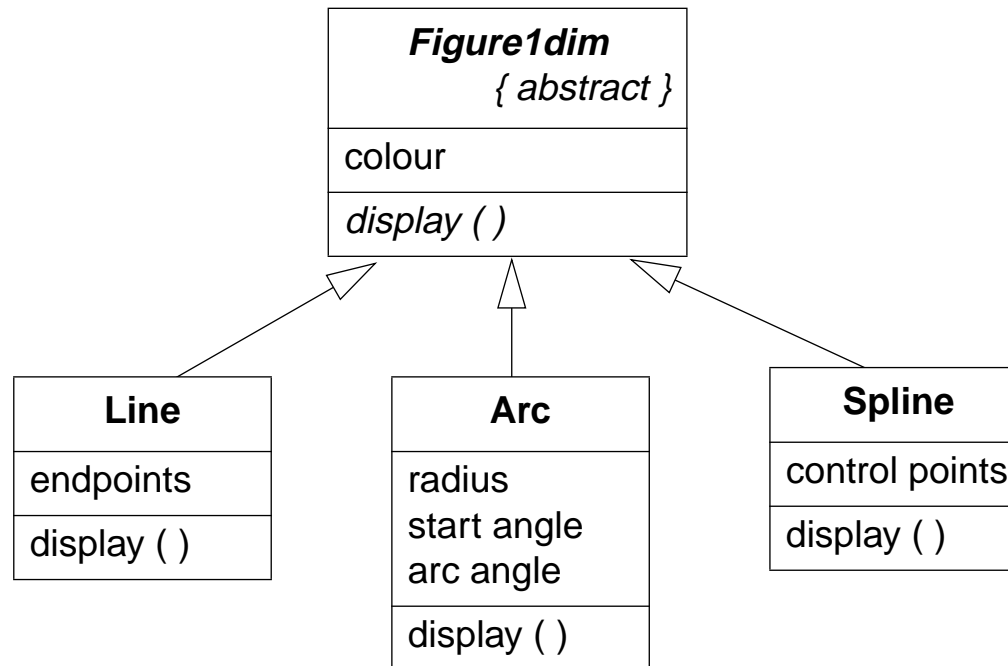 Figure1dim
{ abstract }
colour
display ( )
Line
endpoints
display ( )
Arc
radius
start angle
arc angle
display ( )
Spline
control points
display ( )